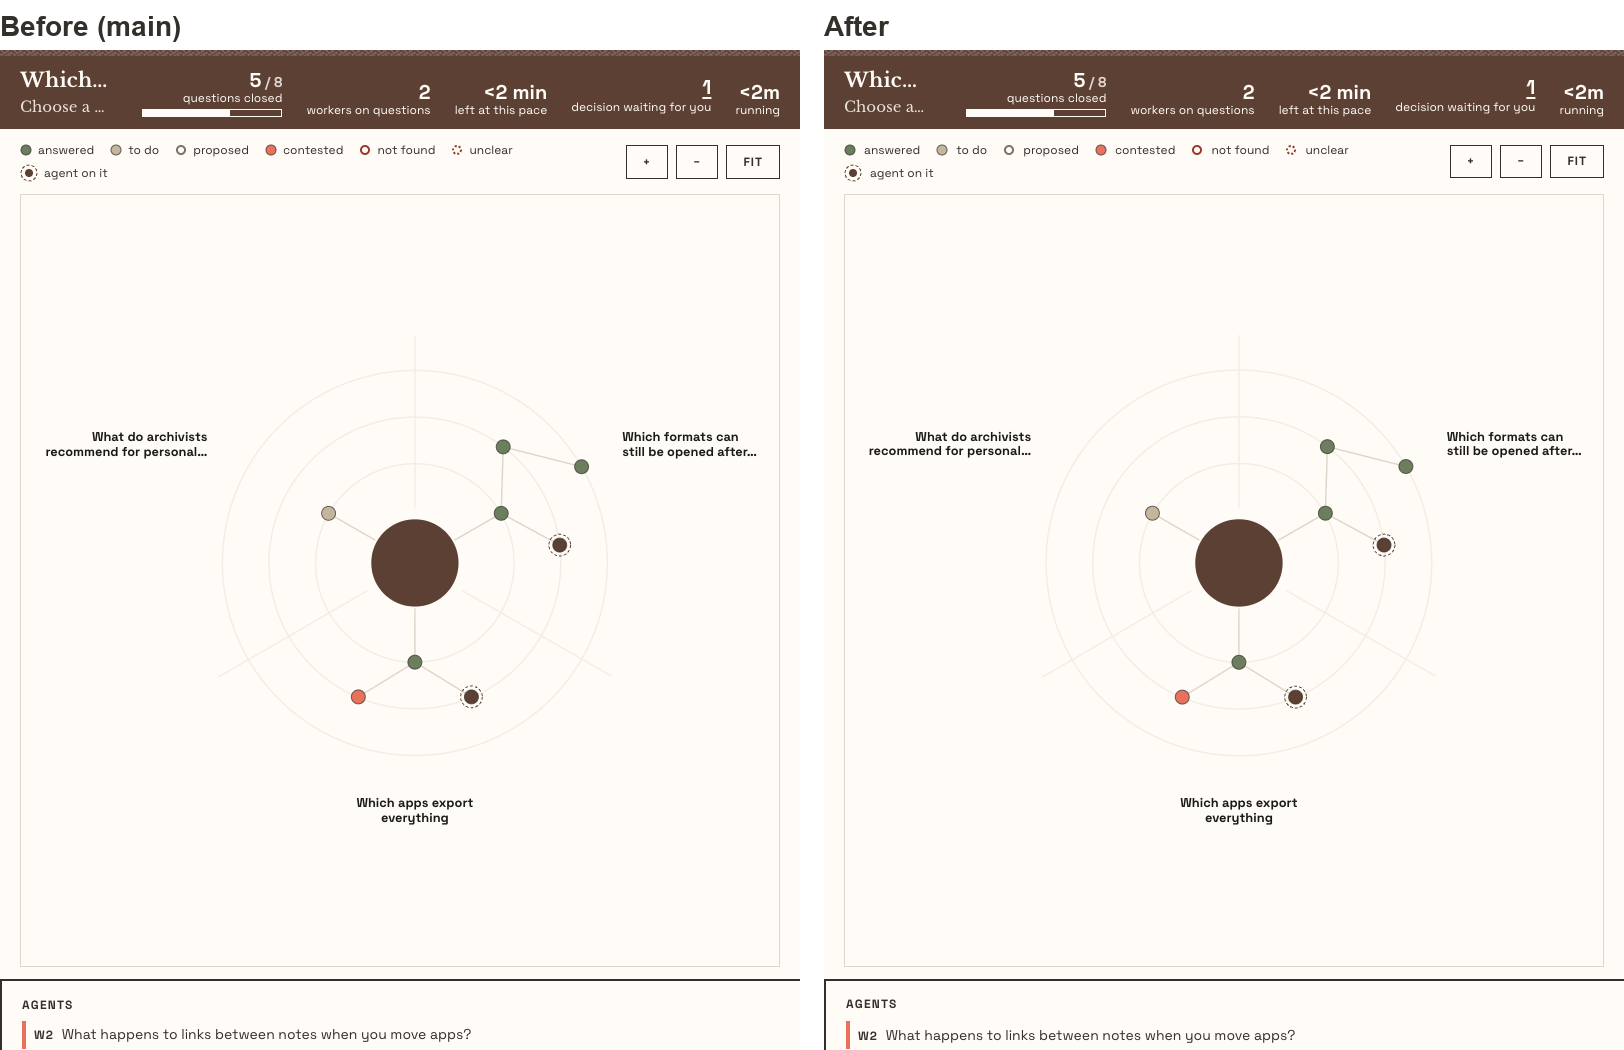 Before (main)
Which...
Choose a ...
5 / 8
questions closed
2
workers on questions
<2 min
left at this pace
1
decision waiting for you
<2m
running
answered
to do
proposed
contested
not found
unclear
agent on it
+
−
FIT
What do archivists
recommend for personal...
Which formats can
still be opened after...
Which apps export
everything
AGENTS
W2 What happens to links between notes when you move apps?
After
Whic...
Choose a...
5 / 8
questions closed
2
workers on questions
<2 min
left at this pace
1
decision waiting for you
<2m
running
answered
to do
proposed
contested
not found
unclear
agent on it
+
−
FIT
What do archivists
recommend for personal...
Which formats can
still be opened after...
Which apps export
everything
AGENTS
W2 What happens to links between notes when you move apps?